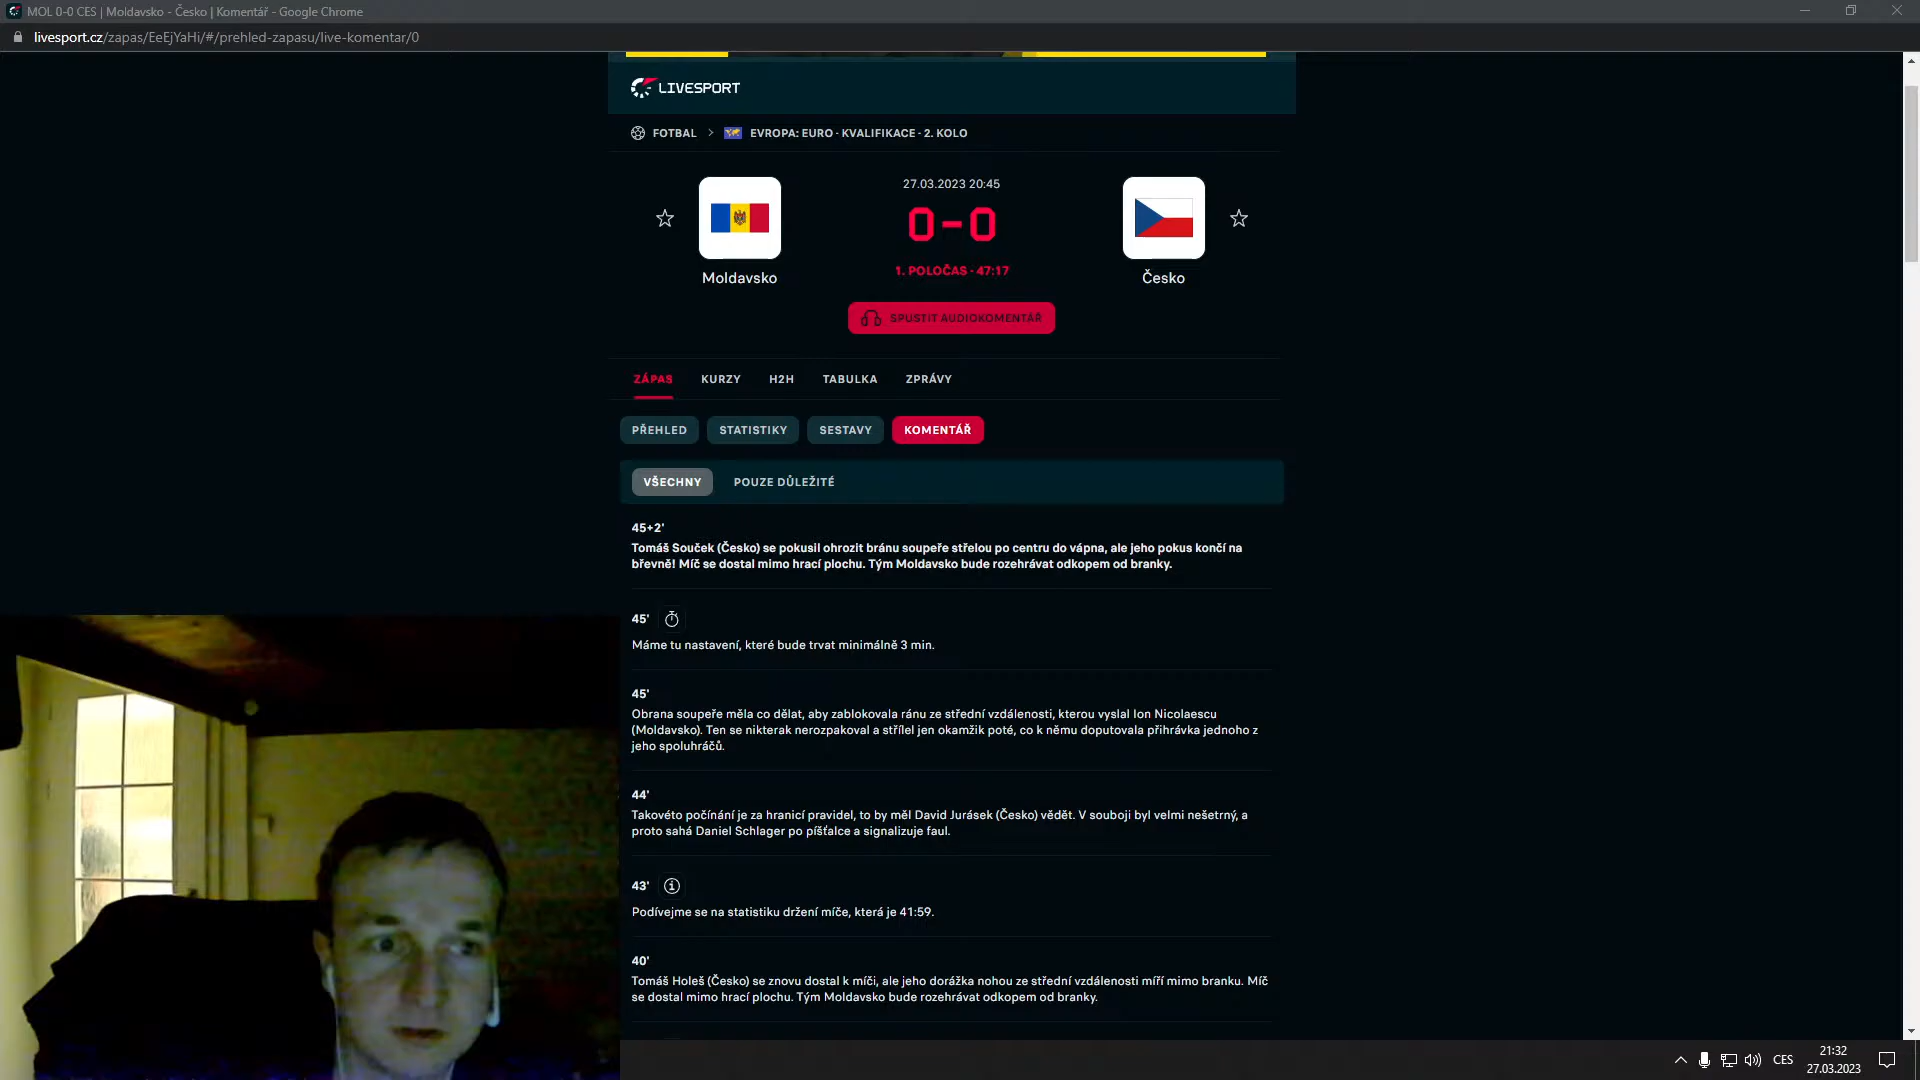 MOL 0-0 CES | Moldavsko - Česko | Komentář - Google Chrome
livesport.cz/zapas/EeEjYaHi/#/prehled-zapasu/live-komentar/0
LIVESPORT
FOTBAL > EVROPA: EURO - KVALIFIKACE - 2. KOLO
27.03.2023 20:45
0-0
1. POLOČAS - 47:17
Moldavsko
Česko
SPUSTIT AUDIOKOMENTÁŘ
ZÁPAS KURZY H2H TABULKA ZPRÁVY
PŘEHLED STATISTIKY SESTAVY KOMENTÁŘ
VŠECHNY POUZE DŮLEŽITÉ
45+2'
Tomáš Souček (Česko) se pokusil ohrozit bránu soupeře střelou po centru do vápna, ale jeho pokus končí na
břevně! Míč se dostal mimo hrací plochu. Tým Moldavsko bude rozehrávat odkopem od branky.
45'
Máme tu nastavení, které bude trvat minimálně 3 min.
45'
Obrana soupeře měla co dělat, aby zablokovala ránu ze střední vzdálenosti, kterou vyslal Ion Nicolaescu
(Moldavsko). Ten se nikterak nerozpakoval a střílel jen okamžik poté, co k němu doputovala přihrávka jednoho z
jeho spoluhráčů.
44'
Takovéto počínání je za hranicí pravidel, to by měl David Jurásek (Česko) vědět. V souboji byl velmi nešetrný, a
proto sahá Daniel Schlager po píšťalce a signalizuje faul.
43'
Podívejme se na statistiku držení míče, která je 41:59.
40'
Tomáš Holeš (Česko) se znovu dostal k míči, ale jeho dorážka nohou ze střední vzdálenosti míří mimo branku. Míč
se dostal mimo hrací plochu. Tým Moldavsko bude rozehrávat odkopem od branky.
CES
21:32
27.03.2023